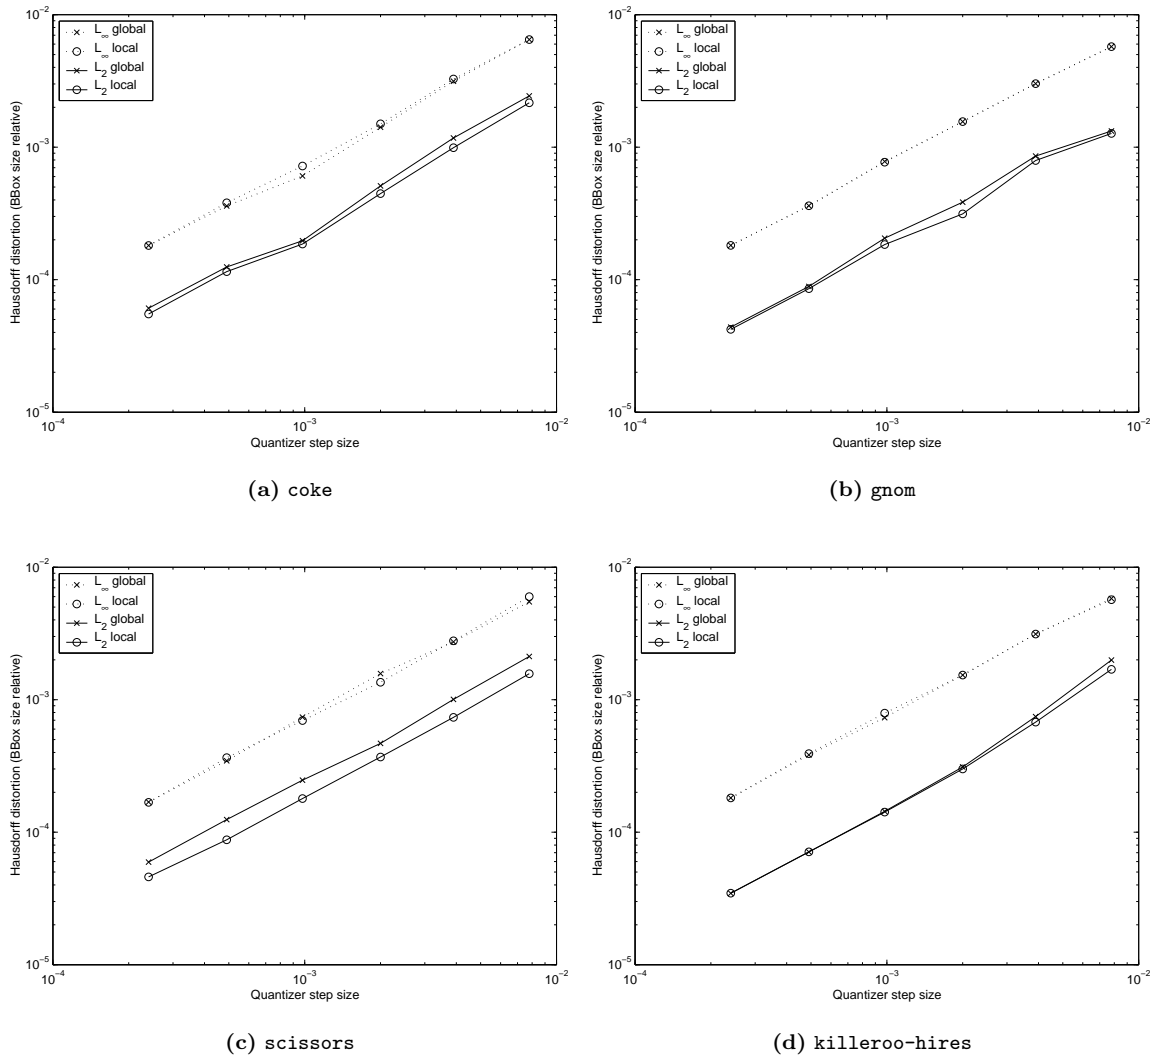 10⁻²
L∞ global
L∞ local
L₂ global
L₂ local
10⁻³
10⁻⁴
10⁻⁵
Hausdorff distortion (BBox size relative)
10⁻⁴ 10⁻³ 10⁻²
Quantizer step size
(a) coke
10⁻²
L∞ global
L∞ local
L₂ global
L₂ local
10⁻³
10⁻⁴
10⁻⁵
Hausdorff distortion (BBox size relative)
10⁻⁴ 10⁻³ 10⁻²
Quantizer step size
(b) gnom
10⁻²
L∞ global
L∞ local
L₂ global
L₂ local
10⁻³
10⁻⁴
10⁻⁵
Hausdorff distortion (BBox size relative)
10⁻⁴ 10⁻³ 10⁻²
Quantizer step size
(c) scissors
10⁻²
L∞ global
L∞ local
L₂ global
L₂ local
10⁻³
10⁻⁴
10⁻⁵
Hausdorff distortion (BBox size relative)
10⁻⁴ 10⁻³ 10⁻²
Quantizer step size
(d) killeroo-hires